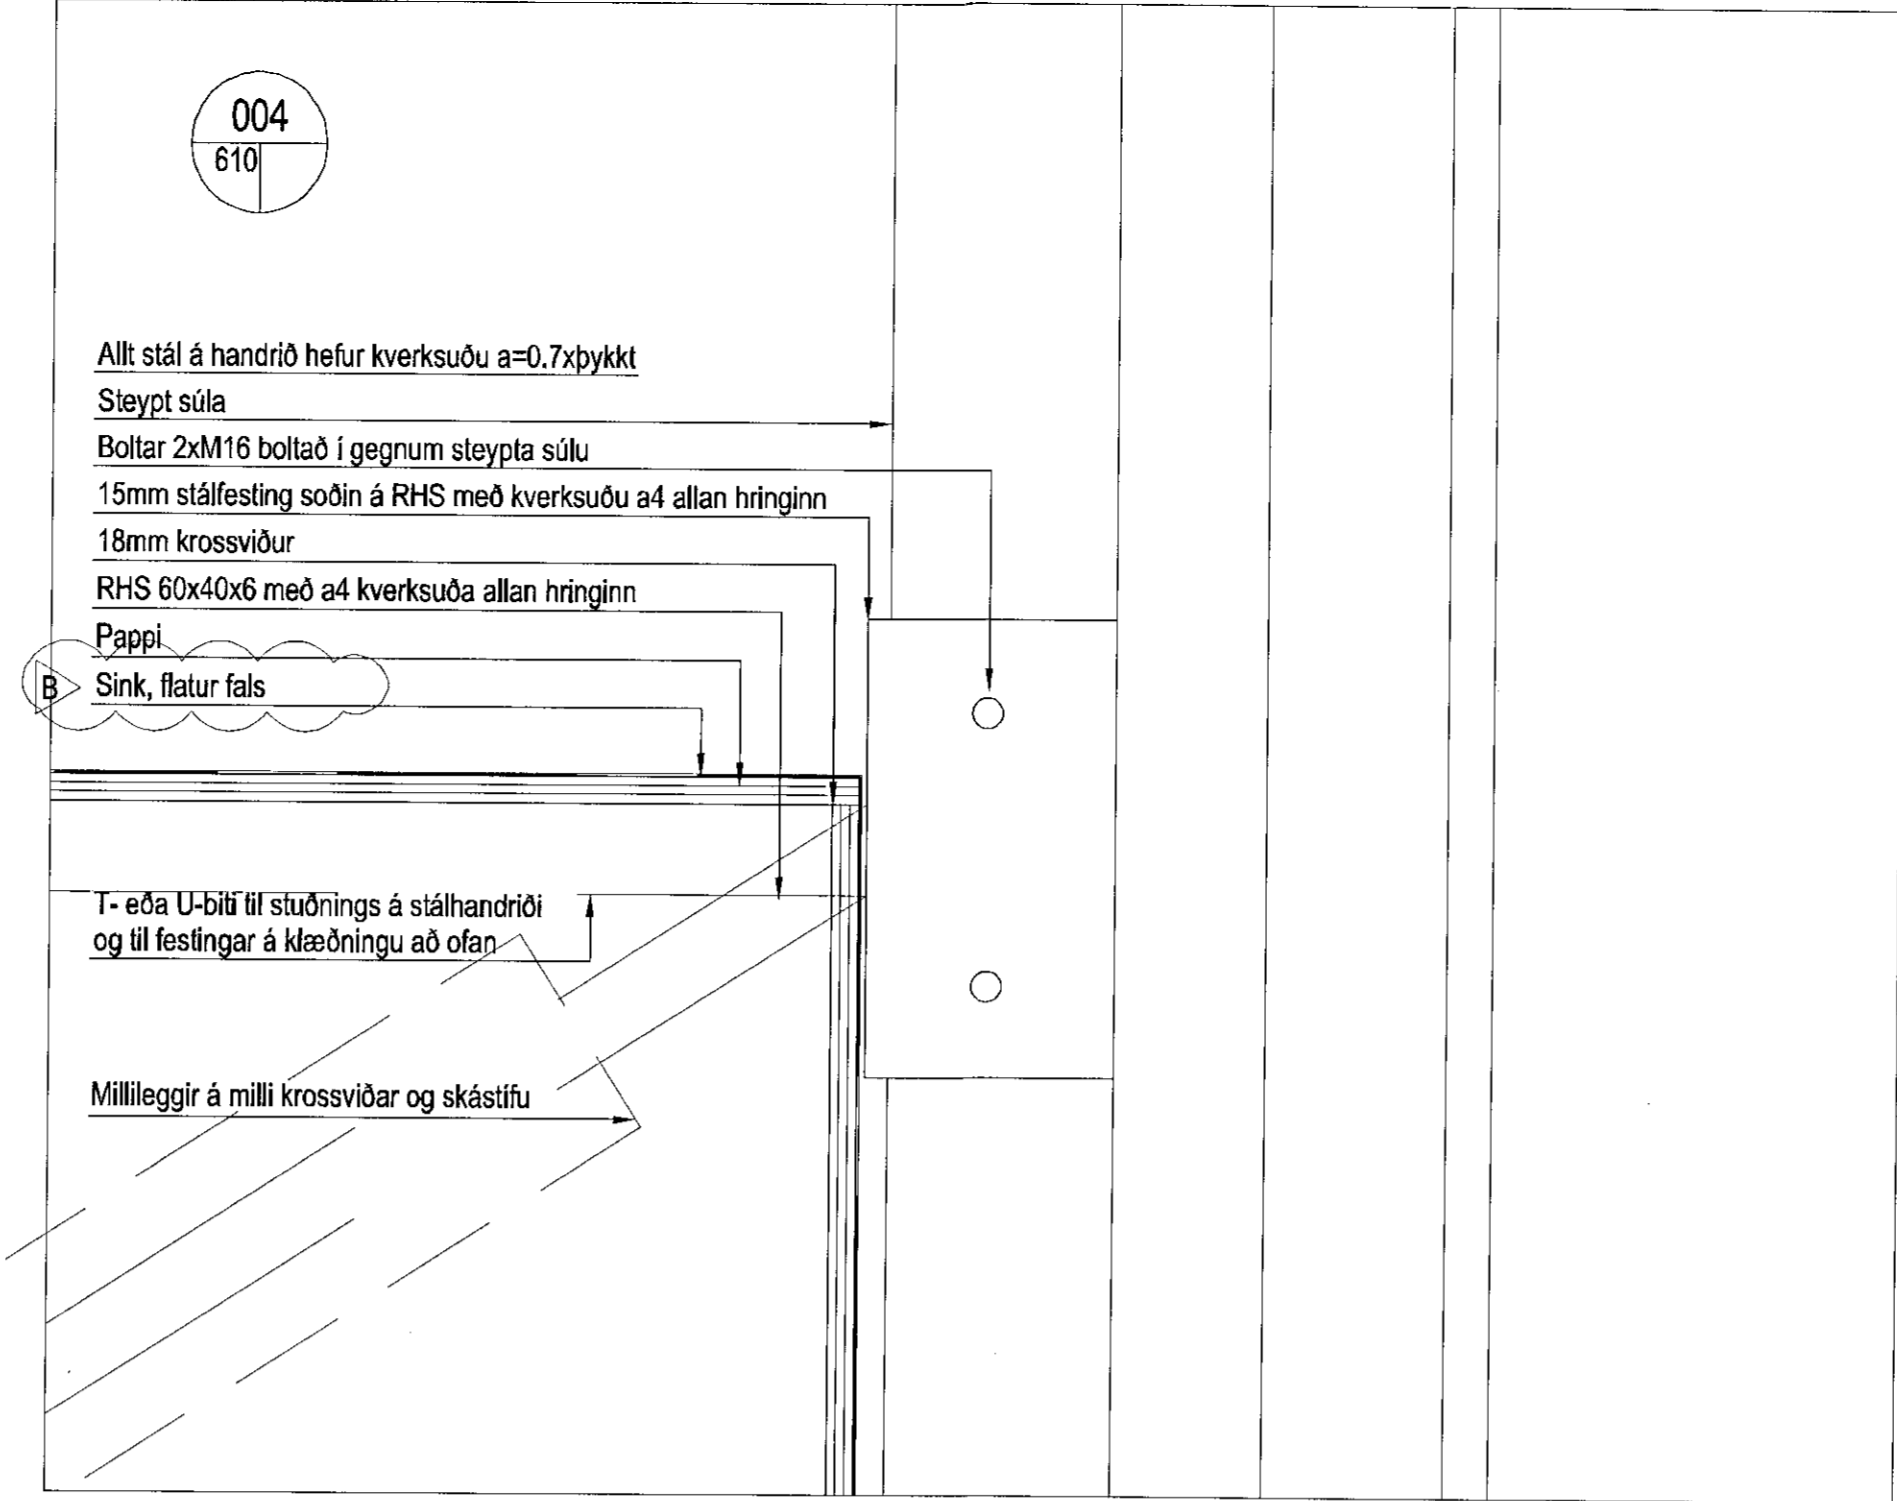 004
610
Allt stál á handrið hefur kverksuðu a=0.7xþykkt
Steypt súla
Boltar 2xM16 boltað í gegnum steypta súlu
15mm stálfesting soðin á RHS með kverksuðu a4 allan hringinn
18mm krossviður
RHS 60x40x6 með a4 kverksuða allan hringinn
Pappi
B Sink, flatur fals
T- eða U-biti til stuðnings á stálhandriði
og til festingar á klæðningu að ofan
Millileggir á milli krossviðar og skástífu